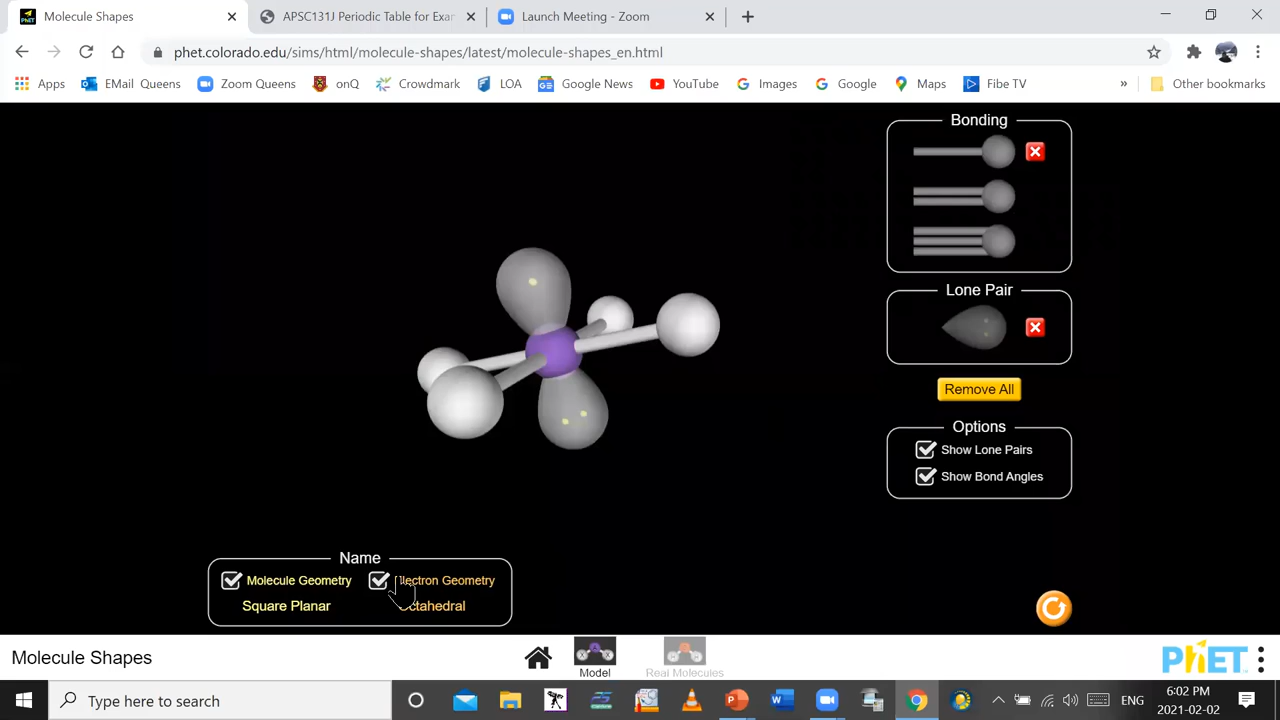 Molecule Shapes
APSC131J Periodic Table for Exar
Launch Meeting - Zoom
phet.colorado.edu/sims/html/molecule-shapes/latest/molecule-shapes_en.html
Apps
EMail Queens
Zoom Queens
onQ
Crowdmark
LOA
Google News
YouTube
Images
Google
Maps
Fibe TV
»
Other bookmarks
Bonding
Lone Pair
Remove All
Options
Show Lone Pairs
Show Bond Angles
Name
Molecule Geometry
Electron Geometry
Square Planar
Octahedral
Molecule Shapes
Model
Real Molecules
PhET
Type here to search
ENG
6:02 PM
2021-02-02